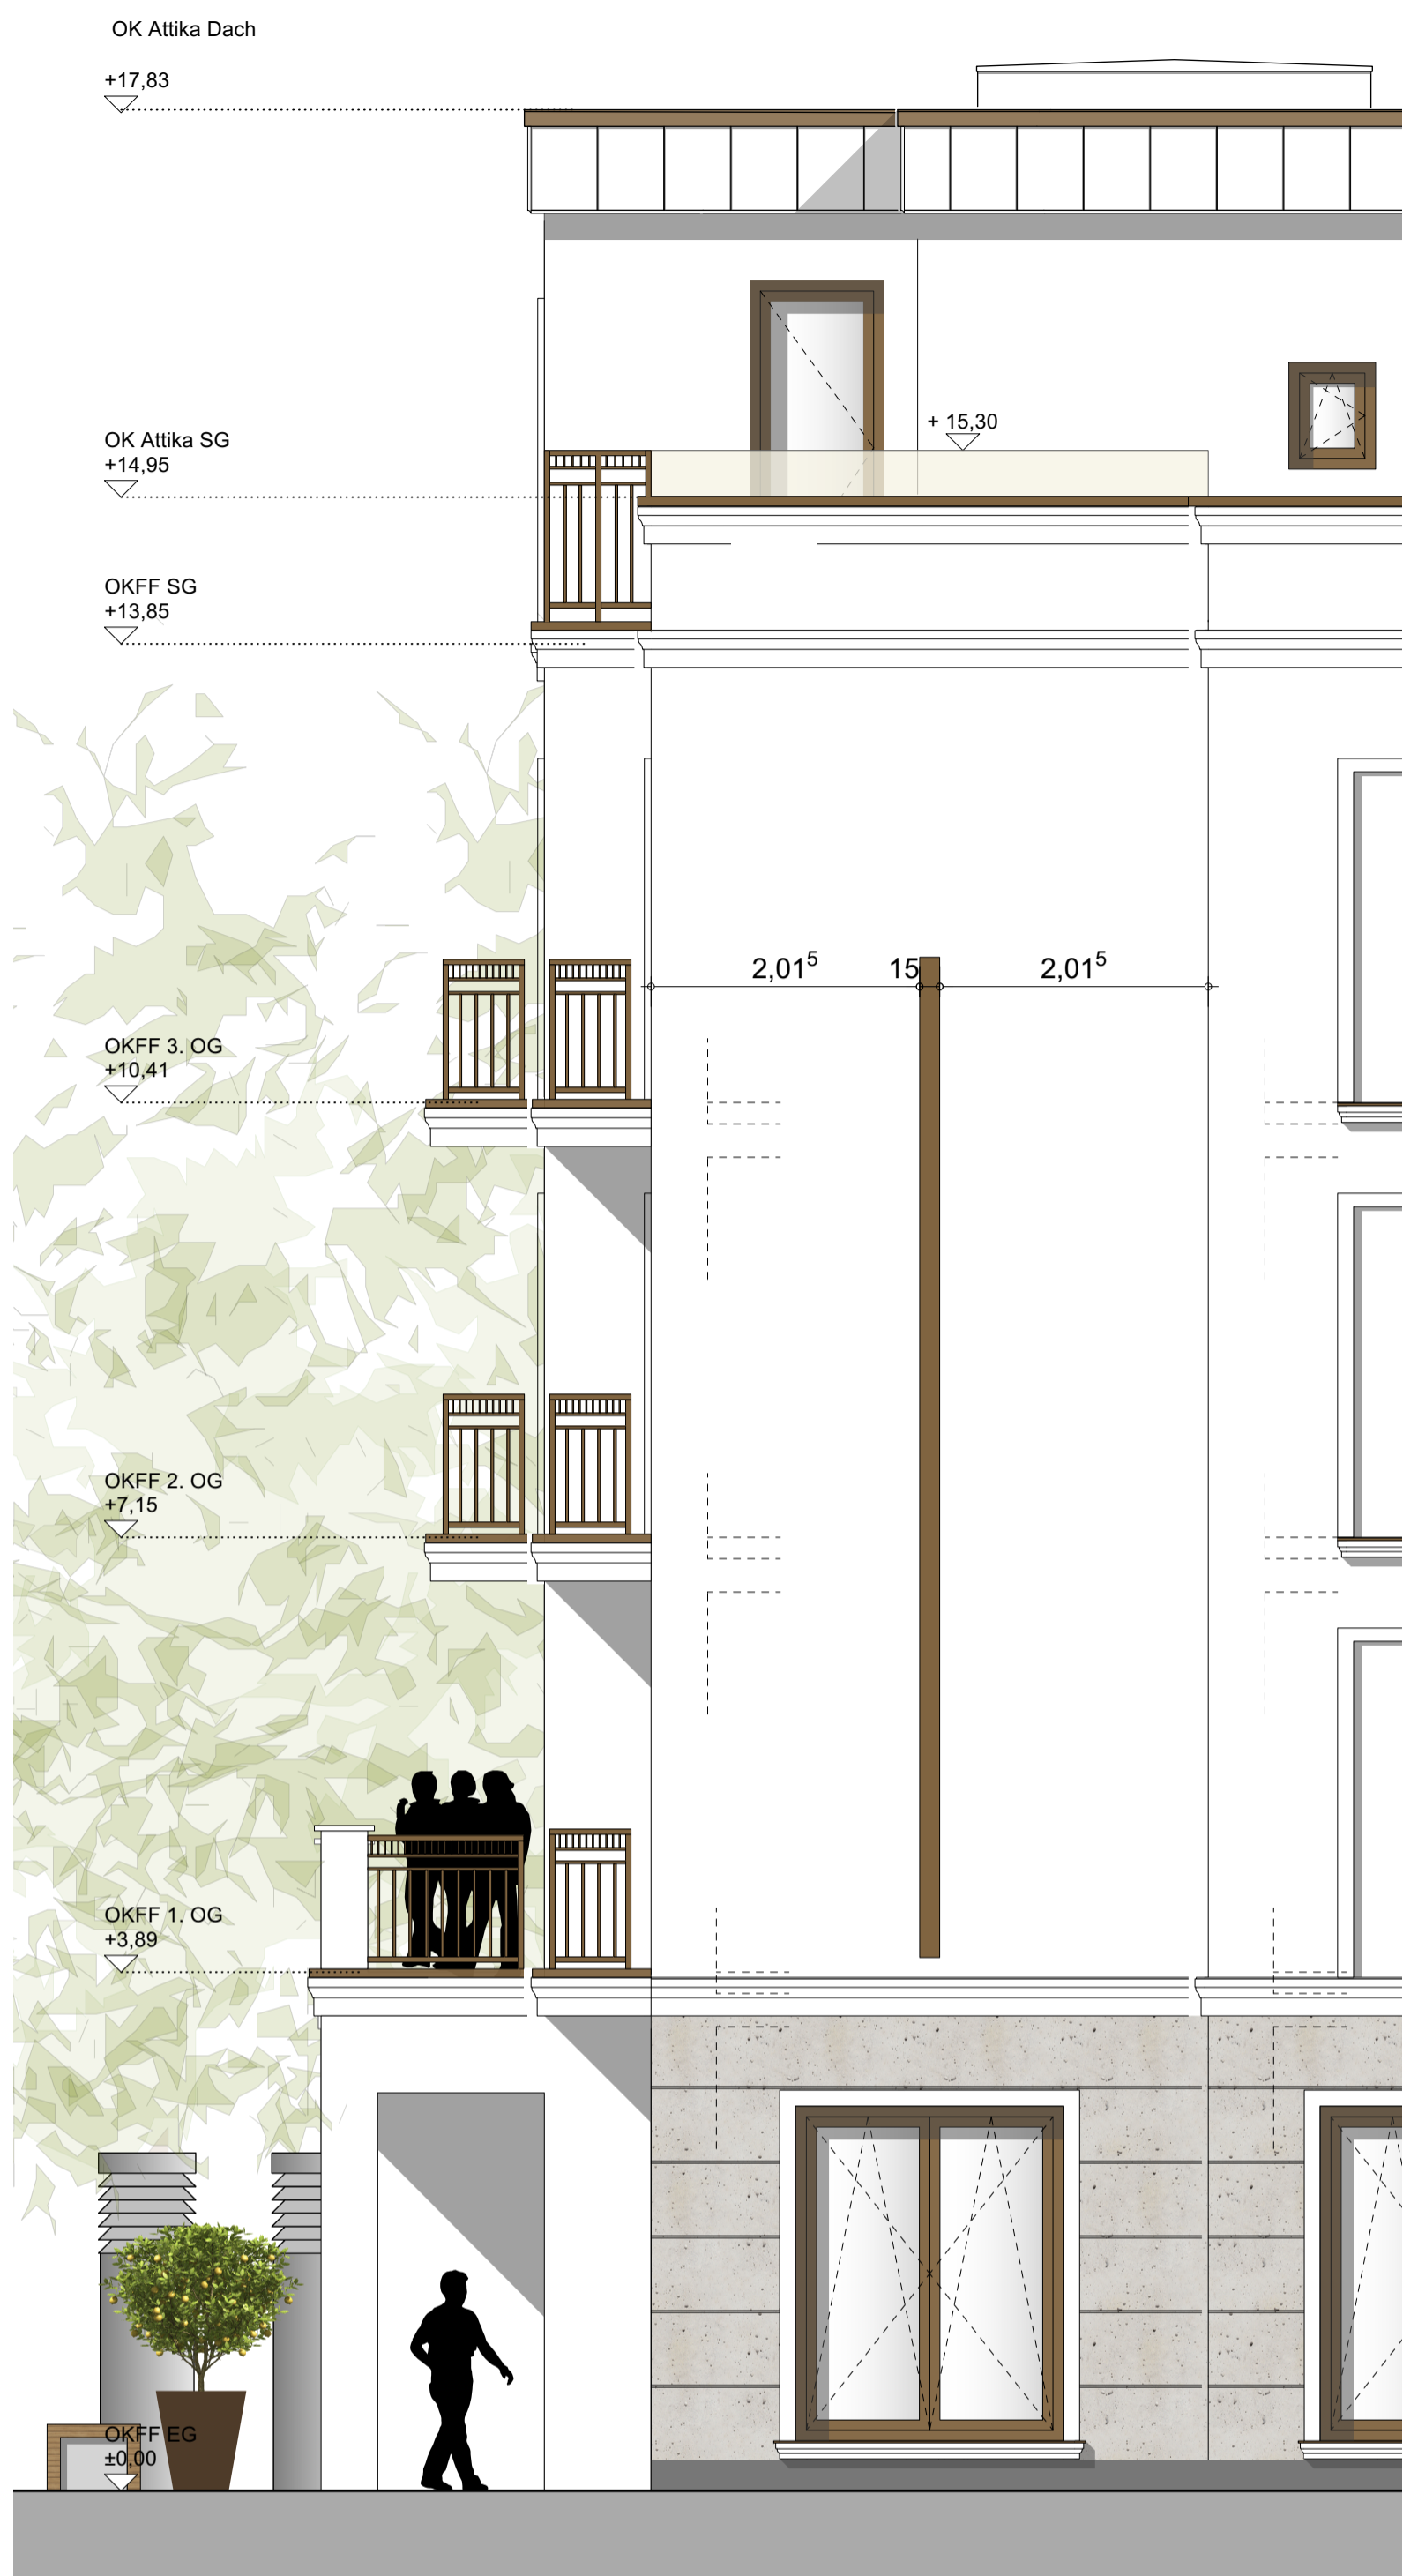 OK Attika Dach
+17,83
+ 15,30
OK Attika SG
+14,95
OKFF SG
+13,85
2,01⁵ 15 2,01⁵
OKFF 3. OG
+10,41
OKFF 2. OG
+7,15
OKFF 1. OG
+3,89
OKFF EG
±0,00